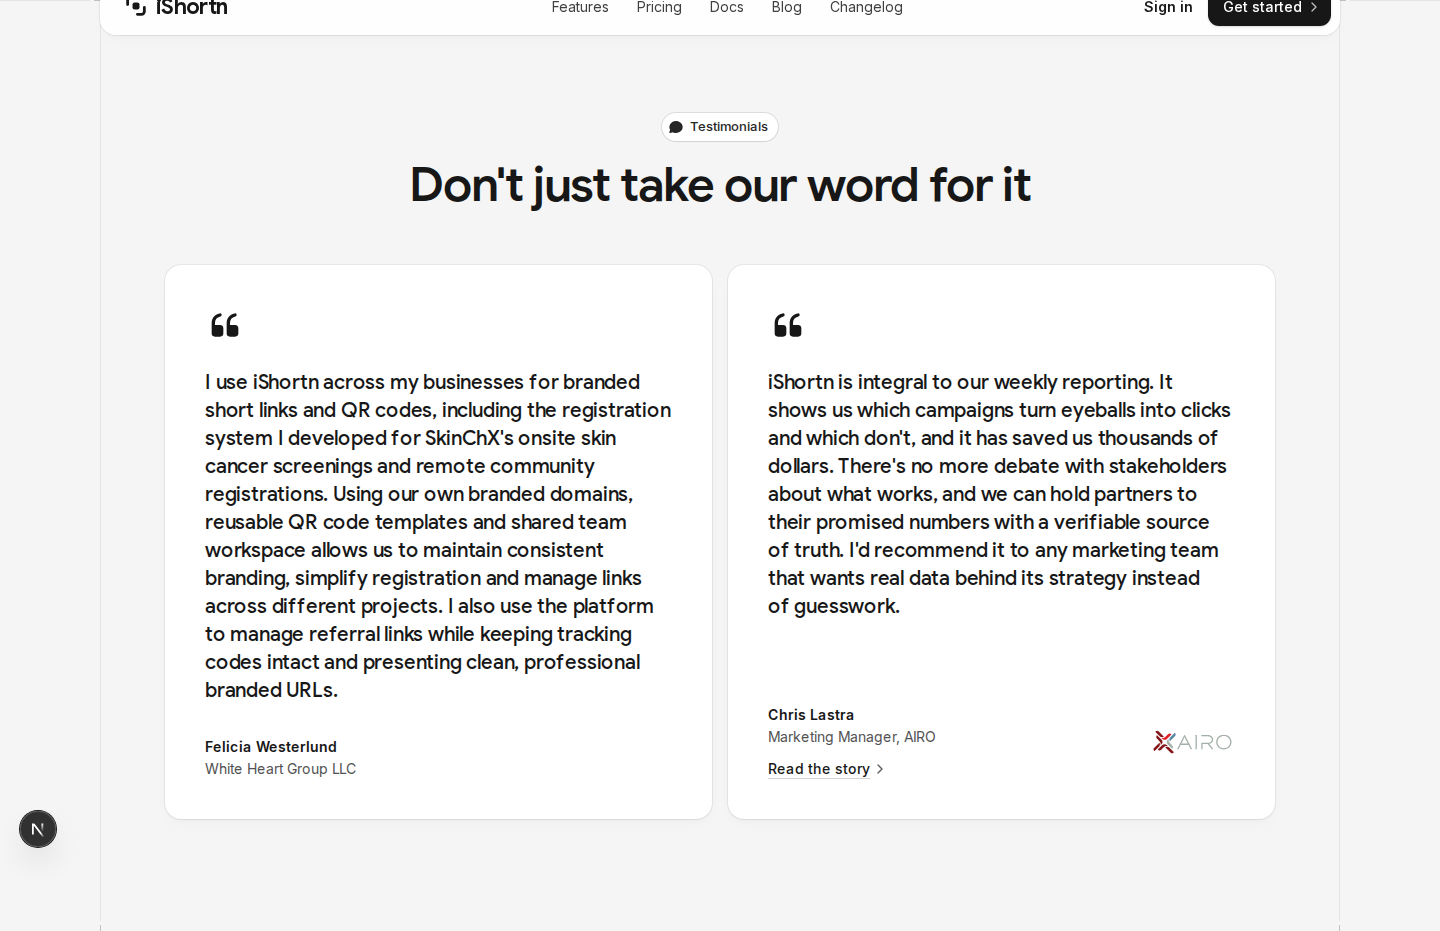 iShortn
Features
Pricing
Docs
Blog
Changelog
Sign in
Get started
Testimonials
Don't just take our word for it
I use iShortn across my businesses for branded
short links and QR codes, including the registration
system I developed for SkinChX's onsite skin
cancer screenings and remote community
registrations. Using our own branded domains,
reusable QR code templates and shared team
workspace allows us to maintain consistent
branding, simplify registration and manage links
across different projects. I also use the platform
to manage referral links while keeping tracking
codes intact and presenting clean, professional
branded URLs.
Felicia Westerlund
White Heart Group LLC
iShortn is integral to our weekly reporting. It
shows us which campaigns turn eyeballs into clicks
and which don't, and it has saved us thousands of
dollars. There's no more debate with stakeholders
about what works, and we can hold partners to
their promised numbers with a verifiable source
of truth. I'd recommend it to any marketing team
that wants real data behind its strategy instead
of guesswork.
Chris Lastra
Marketing Manager, AIRO
Read the story
AIRO
N